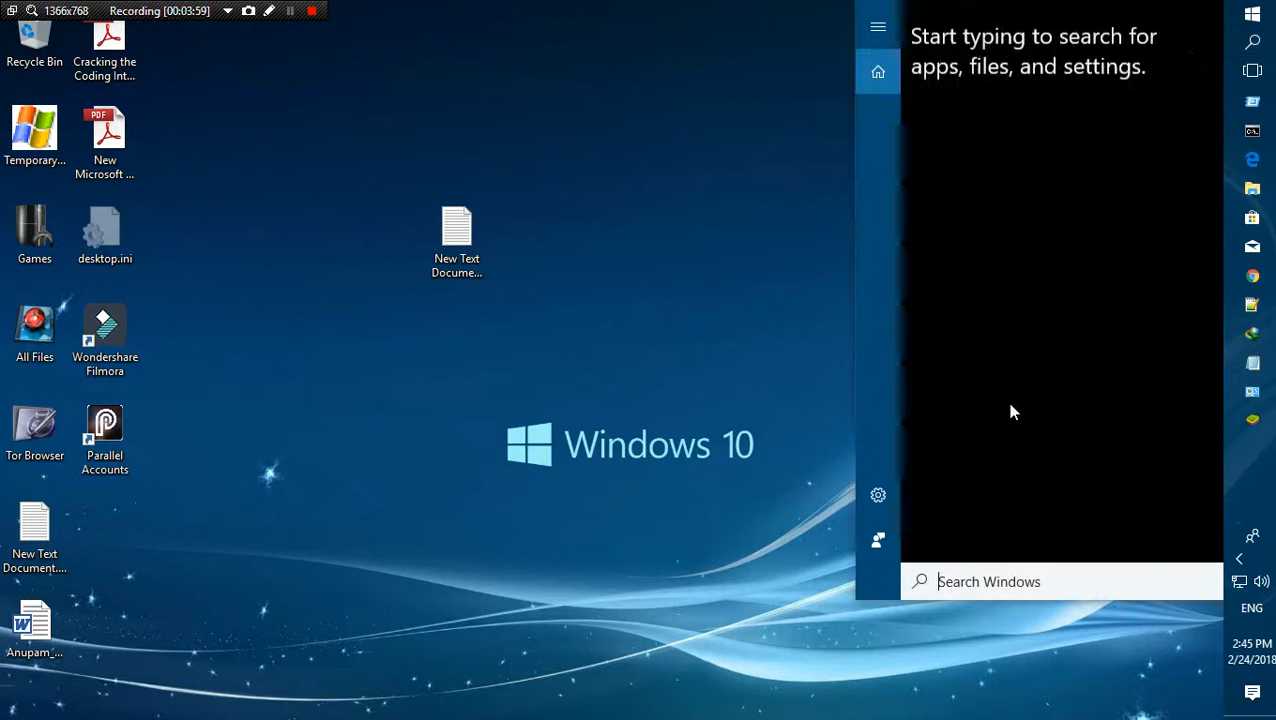 1366x768
Recording [00:03:59]
Recycle Bin
Cracking the
Coding Int...
Temporary...
PDF
New
Microsoft ...
Games
desktop.ini
All Files
Wondershare
Filmora
Tor Browser
Parallel
Accounts
New Text
Document....
Anupam_...
New Text
Docume...
Windows 10
Start typing to search for
apps, files, and settings.
Search Windows
ENG
2:45 PM
2/24/2018